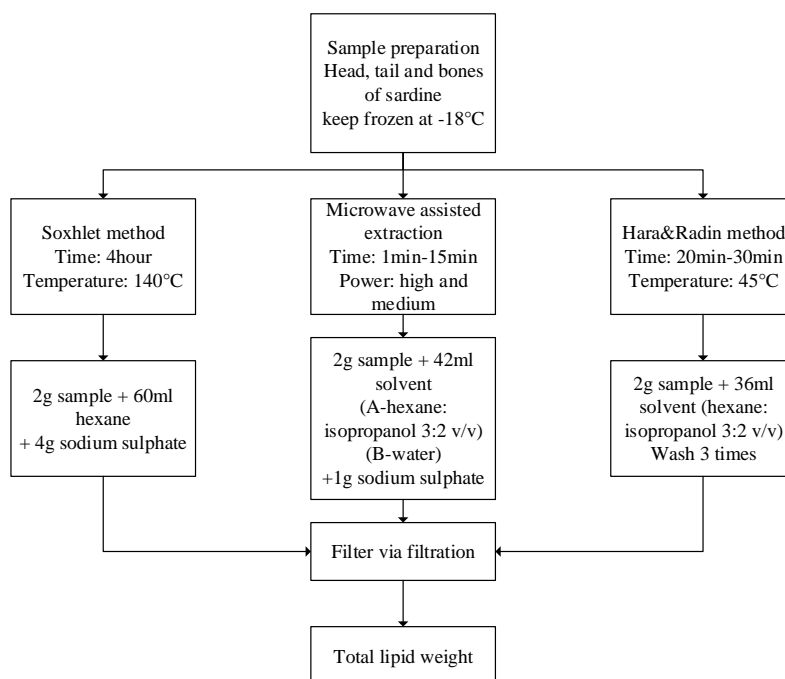 Sample preparation
Head, tail and bones
of sardine
keep frozen at -18°C
Soxhlet method
Time: 4hour
Temperature: 140°C
Microwave assisted
extraction
Time: 1min-15min
Power: high and
medium
Hara&Radin method
Time: 20min-30min
Temperature: 45°C
2g sample + 60ml
hexane
+ 4g sodium sulphate
2g sample + 42ml
solvent
(A-hexane:
isopropanol 3:2 v/v)
(B-water)
+1g sodium sulphate
2g sample + 36ml
solvent (hexane:
isopropanol 3:2 v/v)
Wash 3 times
Filter via filtration
Total lipid weight